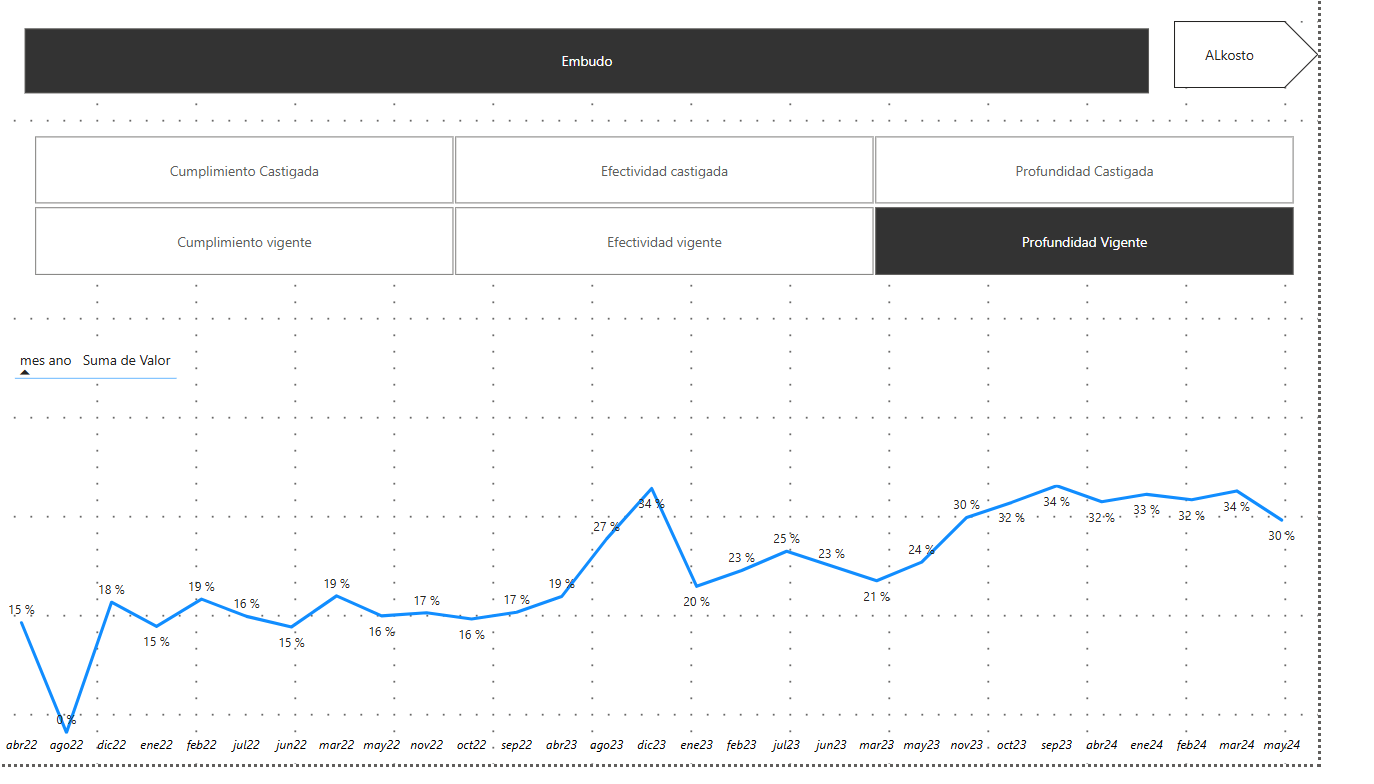 Embudo
ALkosto
Cumplimiento Castigada
Efectividad castigada
Profundidad Castigada
Cumplimiento vigente
Efectividad vigente
Profundidad Vigente
mes ano Suma de Valor
15 %
0 %
18 %
15 %
19 %
16 %
15 %
19 %
16 %
17 %
16 %
17 %
19 %
27 %
34 %
20 %
23 %
25 %
23 %
21 %
24 %
30 %
32 %
34 %
32 %
33 %
32 %
34 %
30 %
abr22 ago22 dic22 ene22 feb22 jul22 jun22 mar22 may22 nov22 oct22 sep22 abr23 ago23 dic23 ene23 feb23 jul23 jun23 mar23 may23 nov23 oct23 sep23 abr24 ene24 feb24 mar24 may24